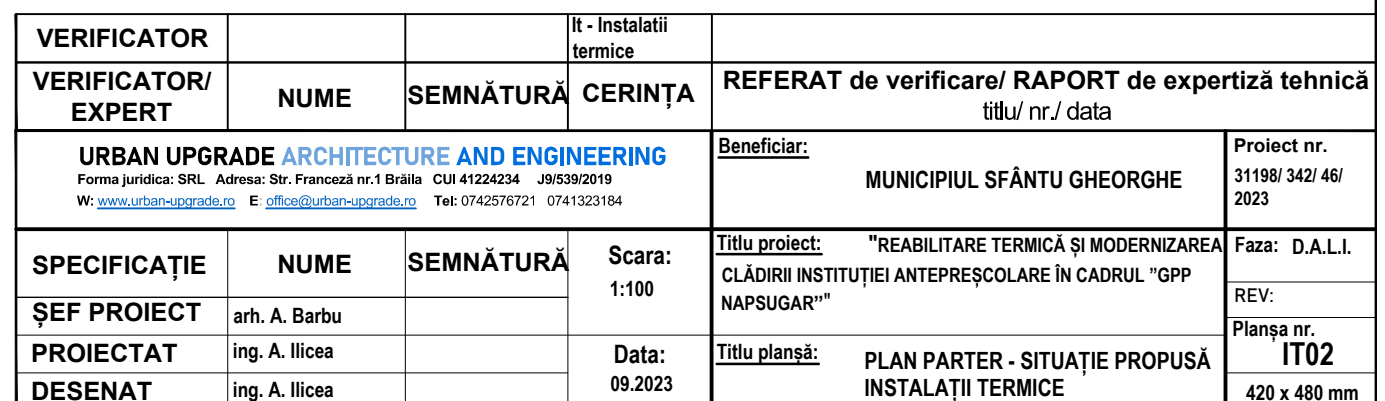 VERIFICATOR
It - Instalatii
termice
VERIFICATOR/
EXPERT
NUME
SEMNĂTURĂ
CERINȚA
REFERAT de verificare/ RAPORT de expertiză tehnică
titlu/ nr./ data
URBAN UPGRADE ARCHITECTURE AND ENGINEERING
Forma juridica: SRL Adresa: Str. Franceză nr.1 Brăila CUI 41224234 J9/539/2019
W: www.urban-upgrade.ro E: office@urban-upgrade.ro Tel: 0742576721 0741323184
Beneficiar:
MUNICIPIUL SFÂNTU GHEORGHE
Proiect nr.
31198/ 342/ 46/
2023
SPECIFICAȚIE
NUME
SEMNĂTURĂ
Scara:
1:100
Titlu proiect: "REABILITARE TERMICĂ ȘI MODERNIZAREA
CLĂDIRII INSTITUȚIEI ANTEPREȘCOLARE ÎN CADRUL ”GPP
NAPSUGAR”"
Faza: D.A.L.I.
REV:
ȘEF PROIECT
arh. A. Barbu
PROIECTAT
ing. A. Ilicea
DESENAT
ing. A. Ilicea
Data:
09.2023
Titlu planșă:
PLAN PARTER - SITUAȚIE PROPUSĂ
INSTALAȚII TERMICE
Planșa nr.
IT02
420 x 480 mm